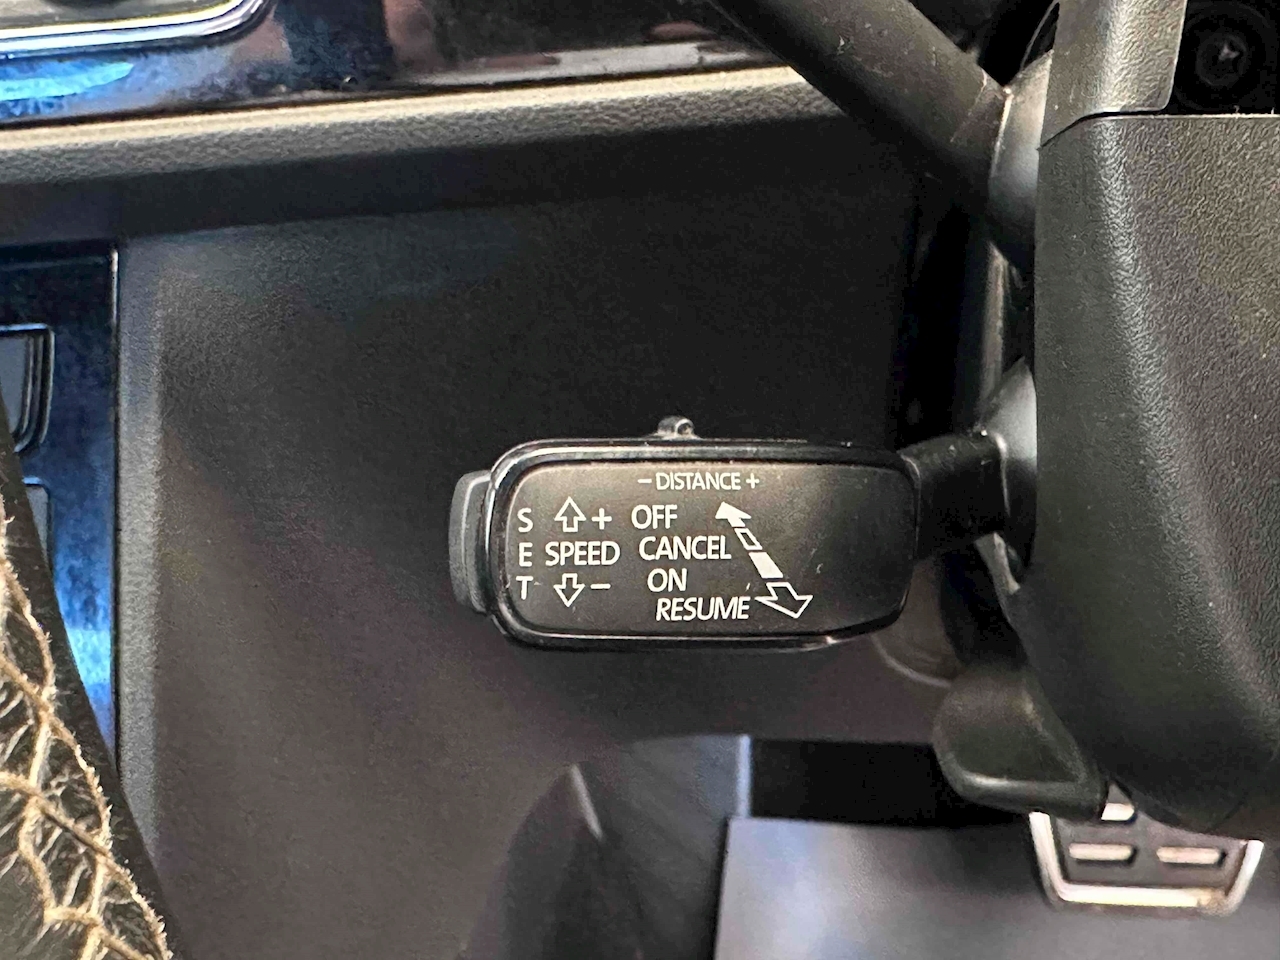 - DISTANCE +
S + OFF
E SPEED CANCEL
T - ON
RESUME